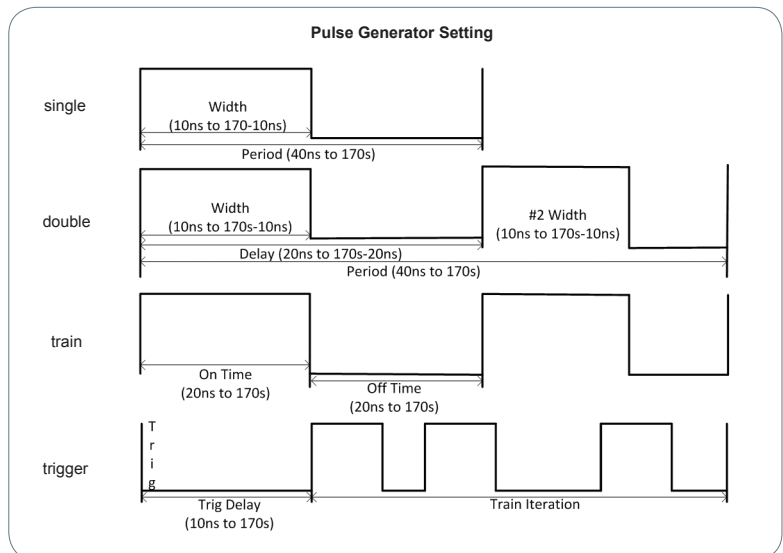 Pulse Generator Setting
single
Width
(10ns to 170-10ns)
Period (40ns to 170s)
double
Width
(10ns to 170s-10ns)
#2 Width
(10ns to 170s-10ns)
Delay (20ns to 170s-20ns)
Period (40ns to 170s)
train
On Time
(20ns to 170s)
Off Time
(20ns to 170s)
trigger
Trig
Trig Delay
(10ns to 170s)
Train Iteration